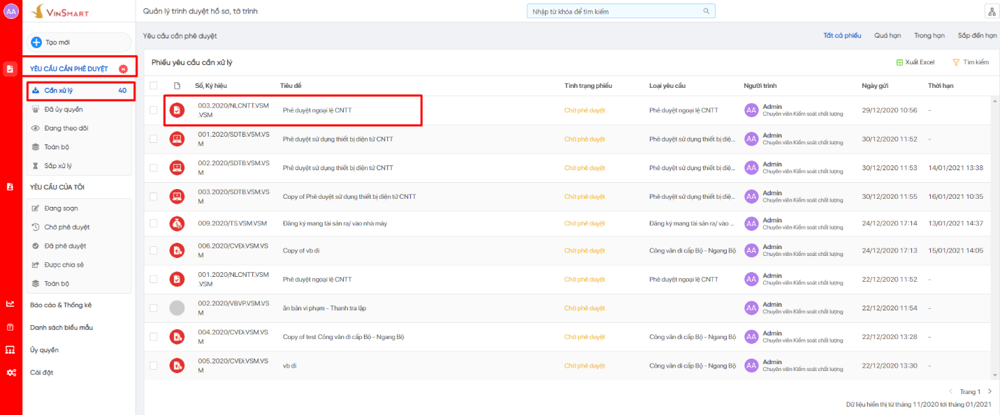 AA
VINSMART
Quản lý trình duyệt hồ sơ, tờ trình
Nhập từ khóa để tìm kiếm
Tạo mới
YÊU CẦU CẦN PHÊ DUYỆT N
Cần xử lý 40
Đã ủy quyền
Đang theo dõi
Toàn bộ
Sắp xử lý
YÊU CẦU CỦA TÔI
Đang soạn
Chờ phê duyệt
Đã phê duyệt
Được chia sẻ
Toàn bộ
Báo cáo & Thống kê
Danh sách biểu mẫu
Ủy quyền
Cài đặt
Yêu cầu cần phê duyệt
Tất cả phiếu Quá hạn Trong hạn Sắp đến hạn
Phiếu yêu cầu cần xử lý
Xuất Excel Tìm kiếm
Số, Ký hiệu Tiêu đề Tình trạng phiếu Loại yêu cầu Người trình Ngày gửi Thời hạn
003.2020/NLCNTT.VSM
.VSM
Phê duyệt ngoại lệ CNTT Chờ phê duyệt Phê duyệt ngoại lệ CNTT AA Admin
Chuyên viên Kiểm soát chất lượng
29/12/2020 10:56 -
001.2020/SDTB.VSM.VS
M
Phê duyệt sử dụng thiết bị điện tử CNTT Chờ phê duyệt Phê duyệt sử dụng thiết bị điệ... AA Admin
Chuyên viên Kiểm soát chất lượng
30/12/2020 11:52 -
002.2020/SDTB.VSM.VS
M
Phê duyệt sử dụng thiết bị điện tử CNTT Chờ phê duyệt Phê duyệt sử dụng thiết bị điệ... AA Admin
Chuyên viên Kiểm soát chất lượng
30/12/2020 11:53 14/01/2021 13:38
003.2020/SDTB.VSM.VS
M
Copy of Phê duyệt sử dụng thiết bị điện tử CNTT Chờ phê duyệt Phê duyệt sử dụng thiết bị điệ... AA Admin
Chuyên viên Kiểm soát chất lượng
30/12/2020 11:55 16/01/2021 10:35
009.2020/TS.VSM.VSM Đăng ký mang tài sản ra/ vào nhà máy Chờ phê duyệt Đăng ký mang tài sản ra/ vào ... AA Admin
Chuyên viên Kiểm soát chất lượng
24/12/2020 17:14 13/01/2021 14:37
006.2020/CVĐi.VSM.VS
M
Copy of vb đi Chờ phê duyệt Công văn đi cấp Bộ - Ngang Bộ AA Admin
Chuyên viên Kiểm soát chất lượng
24/12/2020 17:13 15/01/2021 14:05
001.2020/NLCNTT.VSM
.VSM
Phê duyệt ngoại lệ CNTT Chờ phê duyệt Phê duyệt ngoại lệ CNTT AA Admin
Chuyên viên Kiểm soát chất lượng
22/12/2020 11:52 -
002.2020/VBVP.VSM.VS
M
ăn bản vi phạm - Thanh tra lập Chờ phê duyệt AA Admin
Chuyên viên Kiểm soát chất lượng
22/12/2020 11:54 -
004.2020/CVĐi.VSM.VS
M
Copy of test Công văn đi cấp Bộ - Ngang Bộ Chờ phê duyệt Công văn đi cấp Bộ - Ngang Bộ AA Admin
Chuyên viên Kiểm soát chất lượng
22/12/2020 13:28 -
005.2020/CVĐi.VSM.VS
M
vb đi Chờ phê duyệt Công văn đi cấp Bộ - Ngang Bộ AA Admin
Chuyên viên Kiểm soát chất lượng
22/12/2020 13:30 -
Trang 1
Dữ liệu hiển thị từ tháng 11/2020 tới tháng 01/2021